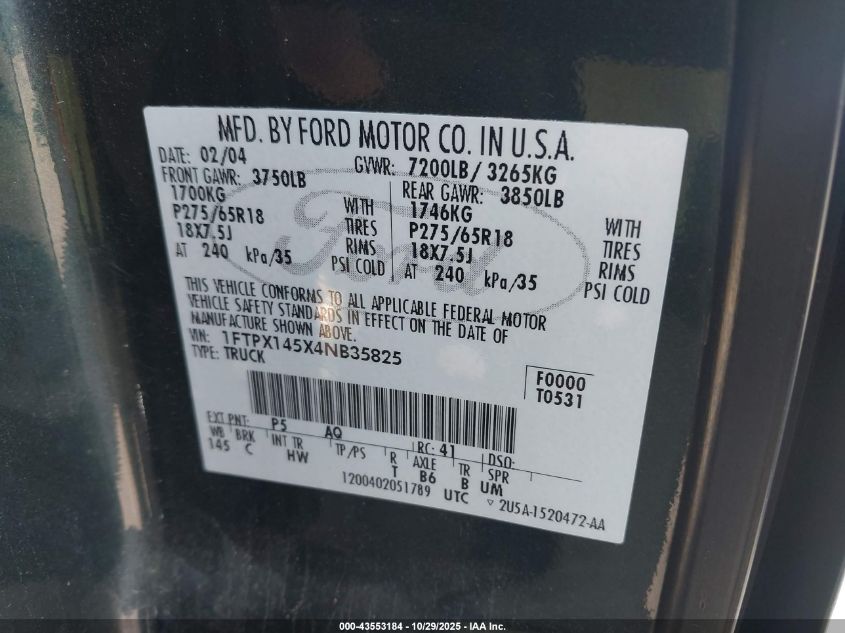 MFD. BY FORD MOTOR CO. IN U.S.A.
DATE: 02/04 GVWR: 7200LB/ 3265KG
FRONT GAWR: 3750LB REAR GAWR: 3850LB
1700KG WITH 1746KG WITH
P275/65R18 TIRES P275/65R18 TIRES
18X7.5J RIMS 18X7.5J RIMS
AT 240 kPa/35 PSI COLD AT 240 kPa/35 PSI COLD
THIS VEHICLE CONFORMS TO ALL APPLICABLE FEDERAL MOTOR
VEHICLE SAFETY STANDARDS IN EFFECT ON THE DATE OF
MANUFACTURE SHOWN ABOVE.
VIN: 1FTPX145X4NB35825
TYPE: TRUCK
F0000
T0531
EXT PNT: P5 AQ RC: 41 DSO:
WB BRK INT TR TP/PS R AXLE TR SPR
145 C HW T B6 B UM
1200402051789 UTC ▽ 2U5A-1520472-AA
Ford
000-43553184 - 10/29/2025 - IAA Inc.